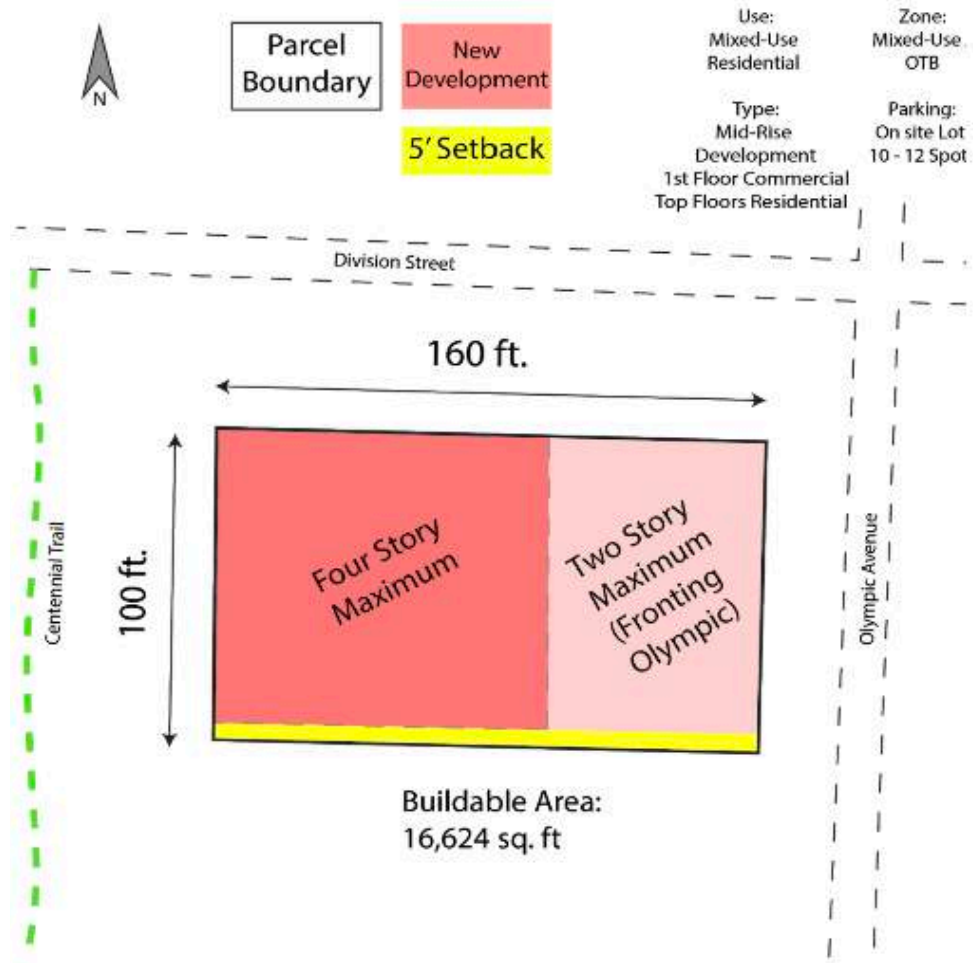 N
Parcel
Boundary
New
Development
5' Setback
Use:
Mixed-Use
Residential
Type:
Mid-Rise
Development
1st Floor Commercial
Top Floors Residential
Zone:
Mixed-Use
OTB
Parking:
On site Lot
10 - 12 Spot
Division Street
160 ft.
100 ft.
Centennial Trail
Four Story
Maximum
Two Story
Maximum
(Fronting
Olympic)
Olympic Avenue
Buildable Area:
16,624 sq. ft